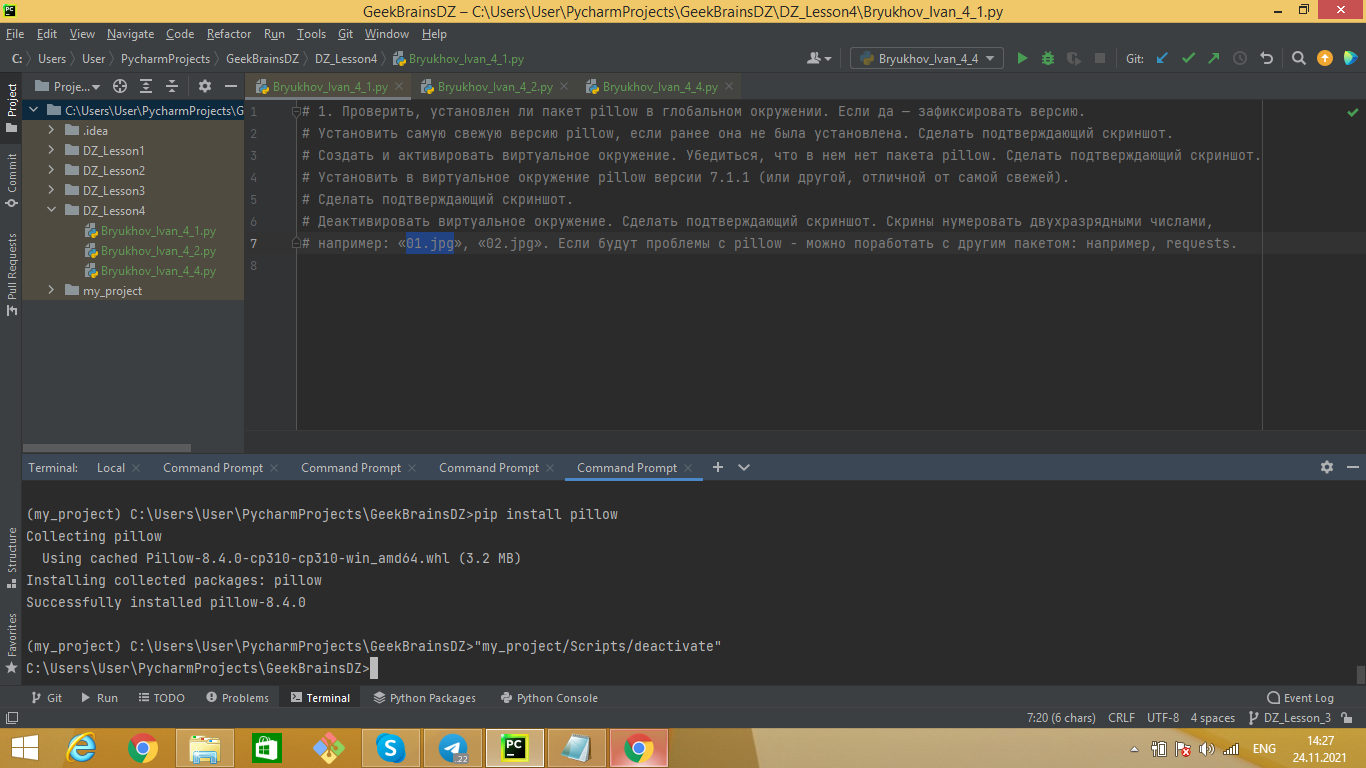 GeekBrainsDZ – C:\Users\User\PycharmProjects\GeekBrainsDZ\DZ_Lesson4\Bryukhov_Ivan_4_1.py
File Edit View Navigate Code Refactor Run Tools Git Window Help
C: Users User PycharmProjects GeekBrainsDZ DZ_Lesson4 Bryukhov_Ivan_4_1.py Bryukhov_Ivan_4_4 Git:
Project
Commit
Pull Requests
Structure
Favorites
Proje...
C:\Users\User\PycharmProjects\G
.idea
DZ_Lesson1
DZ_Lesson2
DZ_Lesson3
DZ_Lesson4
Bryukhov_Ivan_4_1.py
Bryukhov_Ivan_4_2.py
Bryukhov_Ivan_4_4.py
my_project
Bryukhov_Ivan_4_1.py Bryukhov_Ivan_4_2.py Bryukhov_Ivan_4_4.py
1 # 1. Проверить, установлен ли пакет pillow в глобальном окружении. Если да — зафиксировать версию.
2 # Установить самую свежую версию pillow, если ранее она не была установлена. Сделать подтверждающий скриншот.
3 # Создать и активировать виртуальное окружение. Убедиться, что в нем нет пакета pillow. Сделать подтверждающий скриншот.
4 # Установить в виртуальное окружение pillow версии 7.1.1 (или другой, отличной от самой свежей).
5 # Сделать подтверждающий скриншот.
6 # Деактивировать виртуальное окружение. Сделать подтверждающий скриншот. Скрины нумеровать двухразрядными числами,
7 # например: «01.jpg», «02.jpg». Если будут проблемы с pillow - можно поработать с другим пакетом: например, requests.
8
Terminal: Local Command Prompt Command Prompt Command Prompt Command Prompt
(my_project) C:\Users\User\PycharmProjects\GeekBrainsDZ>pip install pillow
Collecting pillow
Using cached Pillow-8.4.0-cp310-cp310-win_amd64.whl (3.2 MB)
Installing collected packages: pillow
Successfully installed pillow-8.4.0
(my_project) C:\Users\User\PycharmProjects\GeekBrainsDZ>"my_project/Scripts/deactivate"
C:\Users\User\PycharmProjects\GeekBrainsDZ>
Git Run TODO Problems Terminal Python Packages Python Console Event Log
7:20 (6 chars) CRLF UTF-8 4 spaces DZ_Lesson_3
PC
22
ENG
14:27
24.11.2021